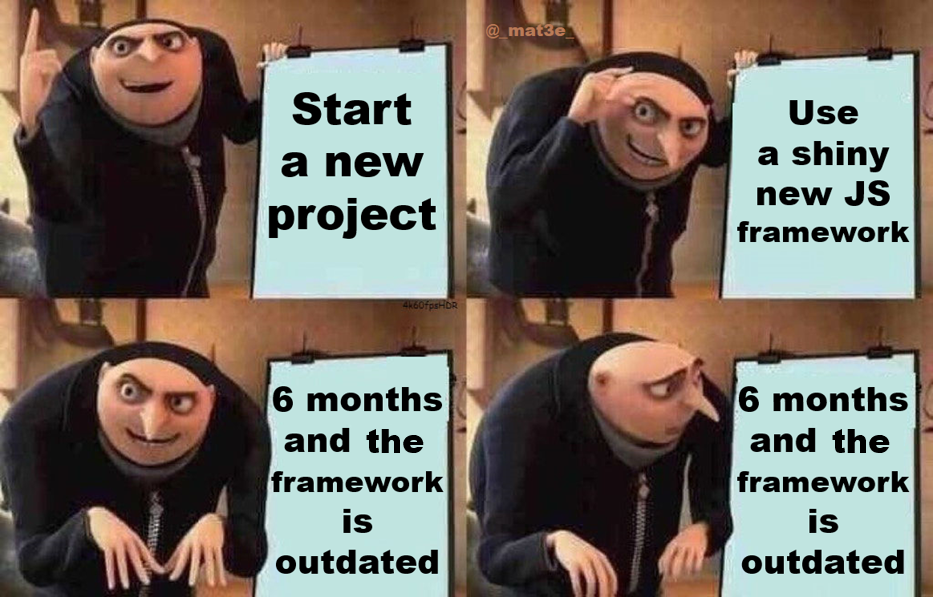 Start
a new
project
@_mat3e_
Use
a shiny
new JS
framework
4k60fpsHDR
6 months
and the
framework
is
outdated
6 months
and the
framework
is
outdated